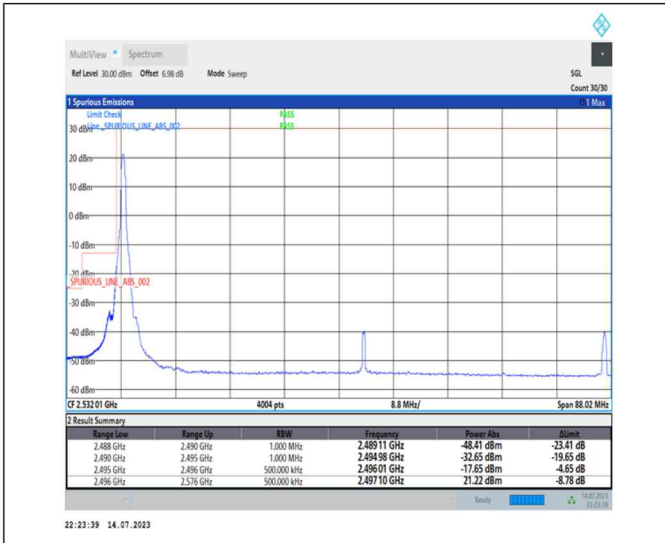 MultiView Spectrum
Ref Level 30.00 dBm Offset 6.98 dB Mode Sweep SGL
Count 30/30
1 Spurious Emissions 1 Max
Limit Check PASS
Line _SPURIOUS_LINE_ABS_002 PASS
30 dBm
20 dBm
10 dBm
0 dBm
-10 dBm
-20 dBm
SPURIOUS_LINE_ABS_002
-30 dBm
-40 dBm
-50 dBm
-60 dBm
CF 2.532 01 GHz 4004 pts 8.8 MHz/ Span 88.02 MHz
2 Result Summary
Range Low Range Up RBW Frequency Power Abs ΔLimit
2.488 GHz 2.490 GHz 1.000 MHz 2.489 11 GHz -48.41 dBm -23.41 dB
2.490 GHz 2.495 GHz 1.000 MHz 2.494 98 GHz -32.65 dBm -19.65 dB
2.495 GHz 2.496 GHz 500.000 kHz 2.496 01 GHz -17.65 dBm -4.65 dB
2.496 GHz 2.576 GHz 500.000 kHz 2.497 10 GHz 21.22 dBm -8.78 dB
Ready 14.07.2023
22:23:39
22:23:39 14.07.2023